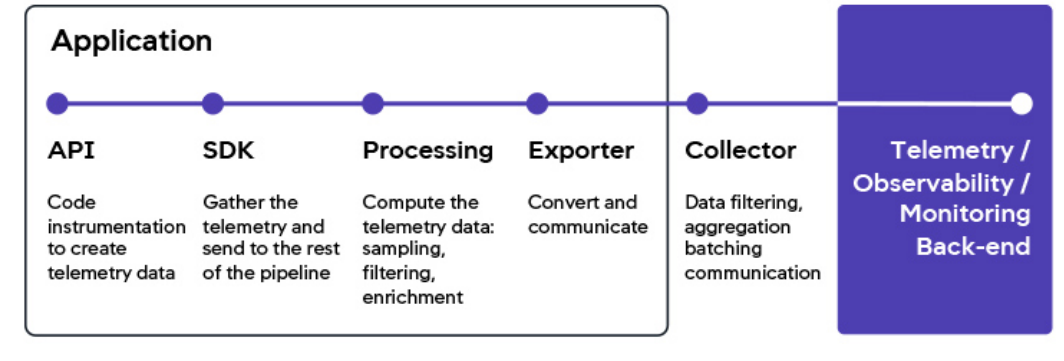 Application
API
Code
instrumentation
to create
telemetry data
SDK
Gather the
telemetry and
send to the rest
of the pipeline
Processing
Compute the
telemetry data:
sampling,
filtering,
enrichment
Exporter
Convert and
communicate
Collector
Data filtering,
aggregation
batching
communication
Telemetry /
Observability /
Monitoring
Back-end